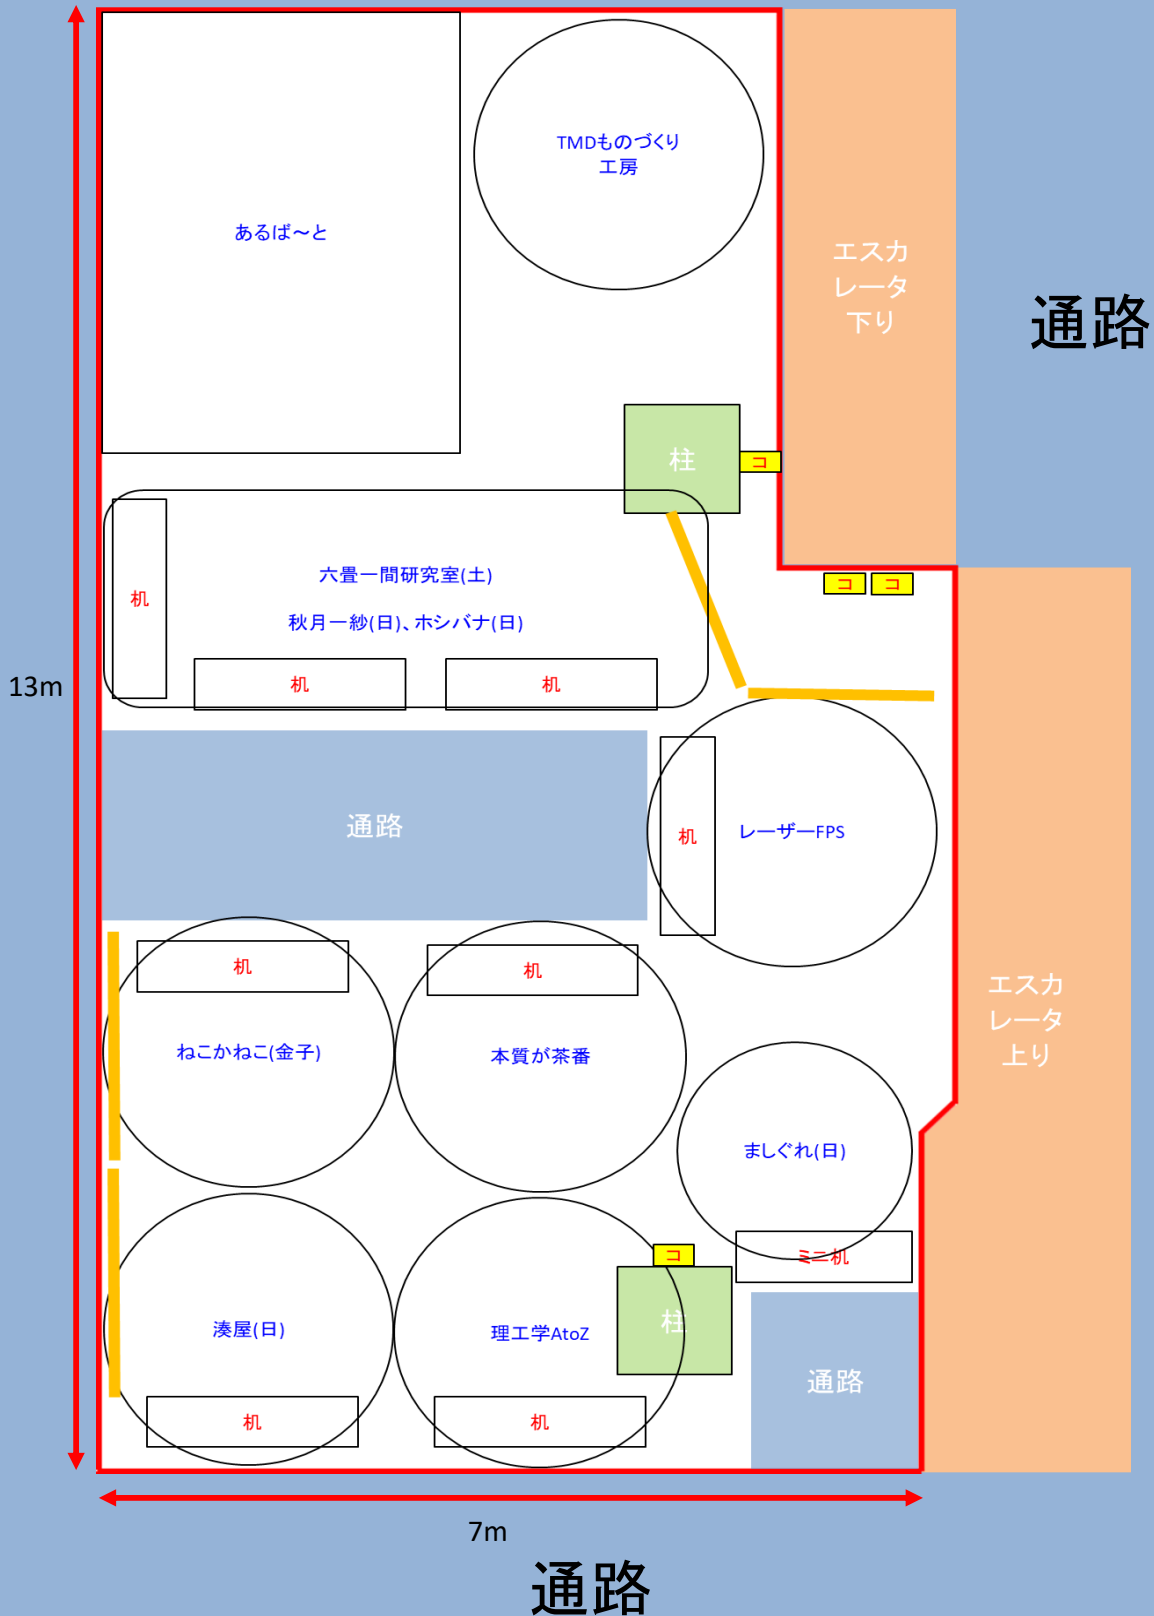 TMDものづくり
工房
あるば～と
エスカ
レータ
下り
通路
柱
コ
六畳一間研究室(土)
秋月一紗(日)、ホシバナ(日)
机
机
机
コ
コ
13m
通路
机
レーザーFPS
机
机
ねこかねこ(金子)
本質が茶番
エスカ
レータ
上り
ましぐれ(日)
ミニ机
コ
柱
湊屋(日)
理工学AtoZ
机
机
通路
7m
通路